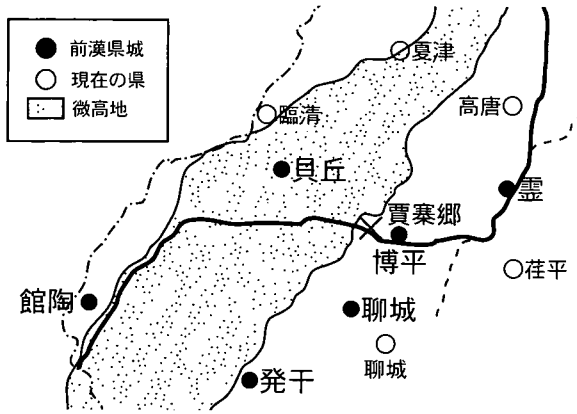 前漢県城
現在の県
微高地
夏津
臨清
高唐
貝丘
霊
賈寨郷
博平
茌平
館陶
聊城
聊城
発干